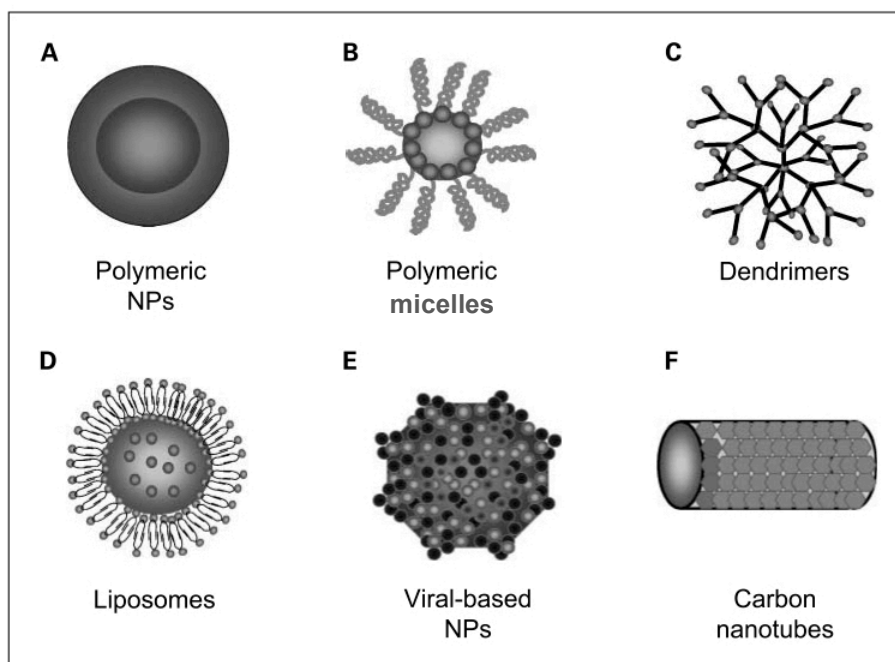 A
B
C
Polymeric
NPs
Polymeric
micelles
Dendrimers
D
E
F
Liposomes
Viral-based
NPs
Carbon
nanotubes